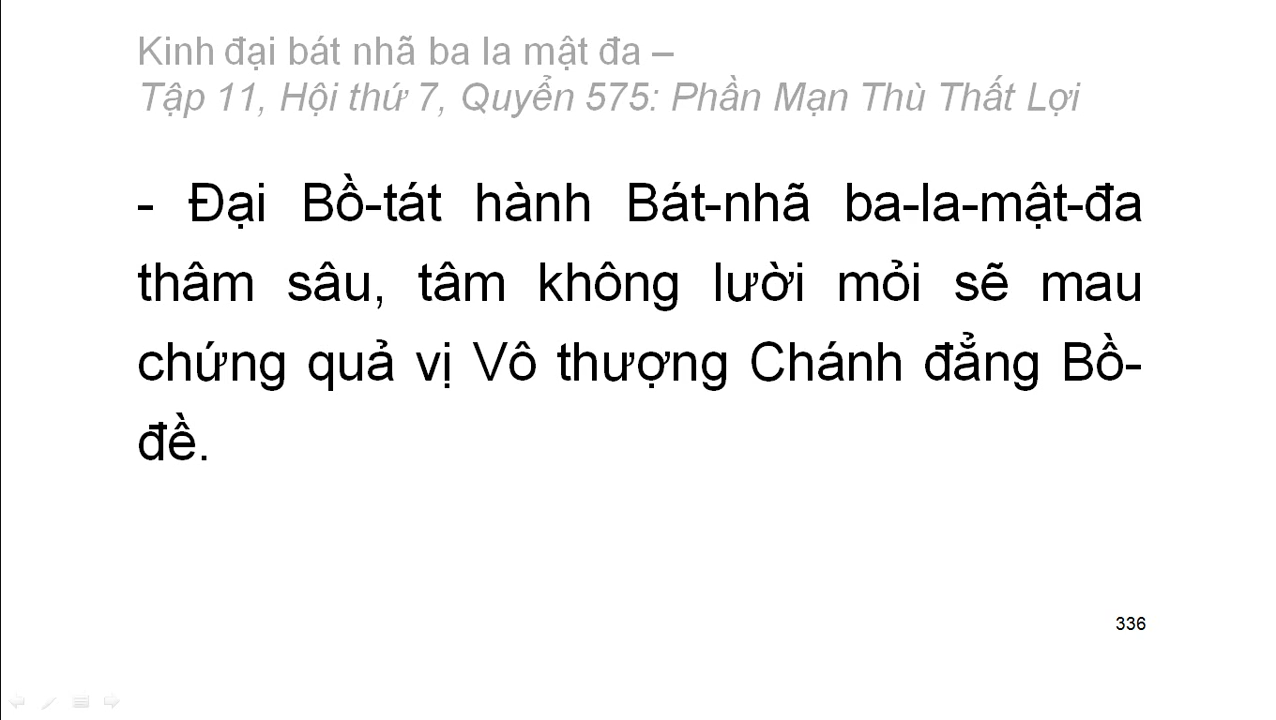 Kinh đại bát nhã ba la mật đa –
Tập 11, Hội thứ 7, Quyển 575: Phần Mạn Thù Thất Lợi
- Đại Bồ-tát hành Bát-nhã ba-la-mật-đa
thâm sâu, tâm không lười mỏi sẽ mau
chứng quả vị Vô thượng Chánh đẳng Bồ-
đề.
336